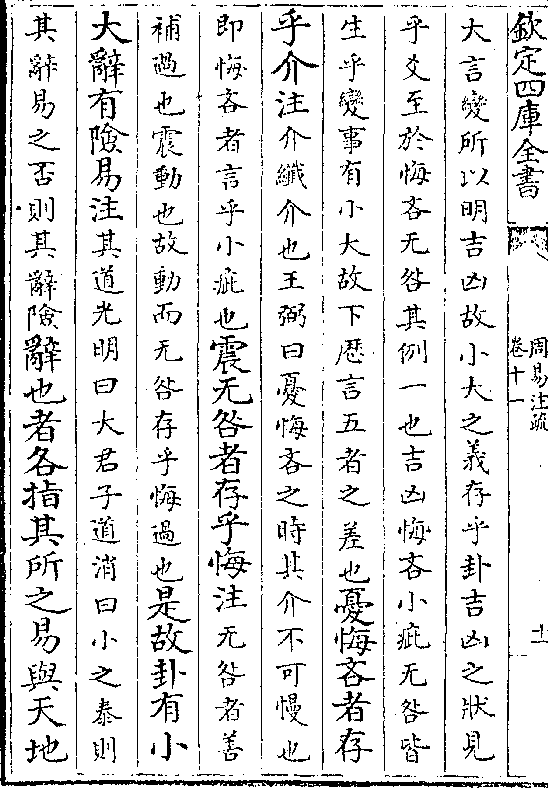 欽定四庫全書
周易注疏
卷十一
十一
大言變所以明吉凶故小大之義存乎卦吉凶之狀見
乎爻至於悔吝无咎其例一也吉凶悔吝小疵无咎皆
生乎變事有小大故下歷言五者之差也憂悔吝者存
乎介注介纖介也王弼曰憂悔吝之時其介不可慢也
即悔吝者言乎小疵也震无咎者存乎悔注无咎者善
補過也震動也故動而无咎存乎悔過也是故卦有小
大辭有險易注其道光明曰大君子道消曰小之泰則
其辭易之否則其辭險辭也者各指其所之易與天地